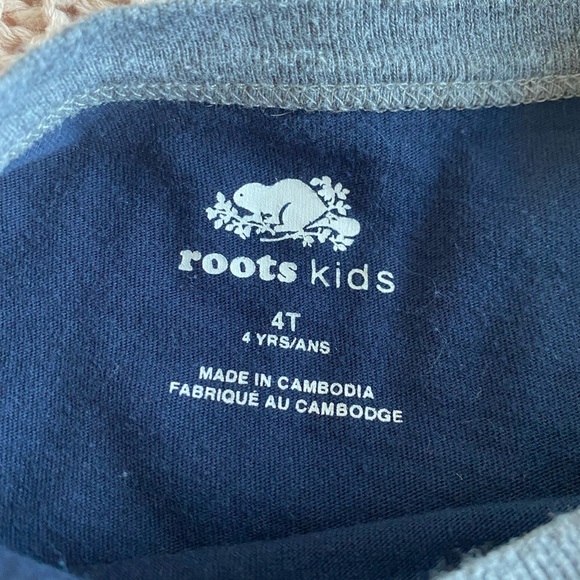 roots kids
4T
4 YRS/ANS
MADE IN CAMBODIA
FABRIQUÉ AU CAMBODGE